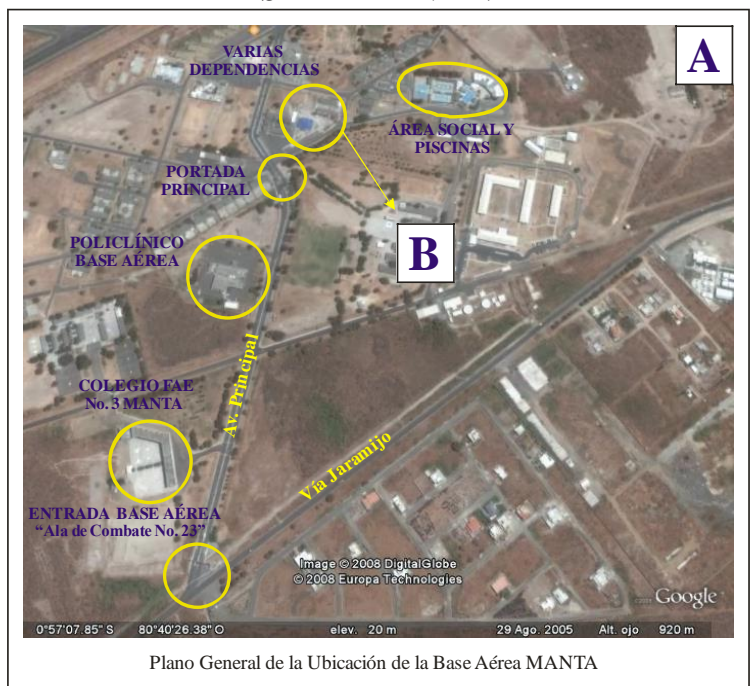 A
VARIAS
DEPENDENCIAS
ÁREA SOCIAL Y
PISCINAS
PORTADA
PRINCIPAL
B
POLICLÍNICO
BASE AÉREA
Av. Principal
COLEGIO FAE
No. 3 MANTA
Vía Jaramijo
ENTRADA BASE AÉREA
“Ala de Combate No. 23”
Image © 2008 DigitalGlobe
© 2008 Europa Technologies
Google
0°57'07.85" S 80°40'26.38" O elev. 20 m 29 Ago. 2005 Alt. ojo 920 m
Plano General de la Ubicación de la Base Aérea MANTA